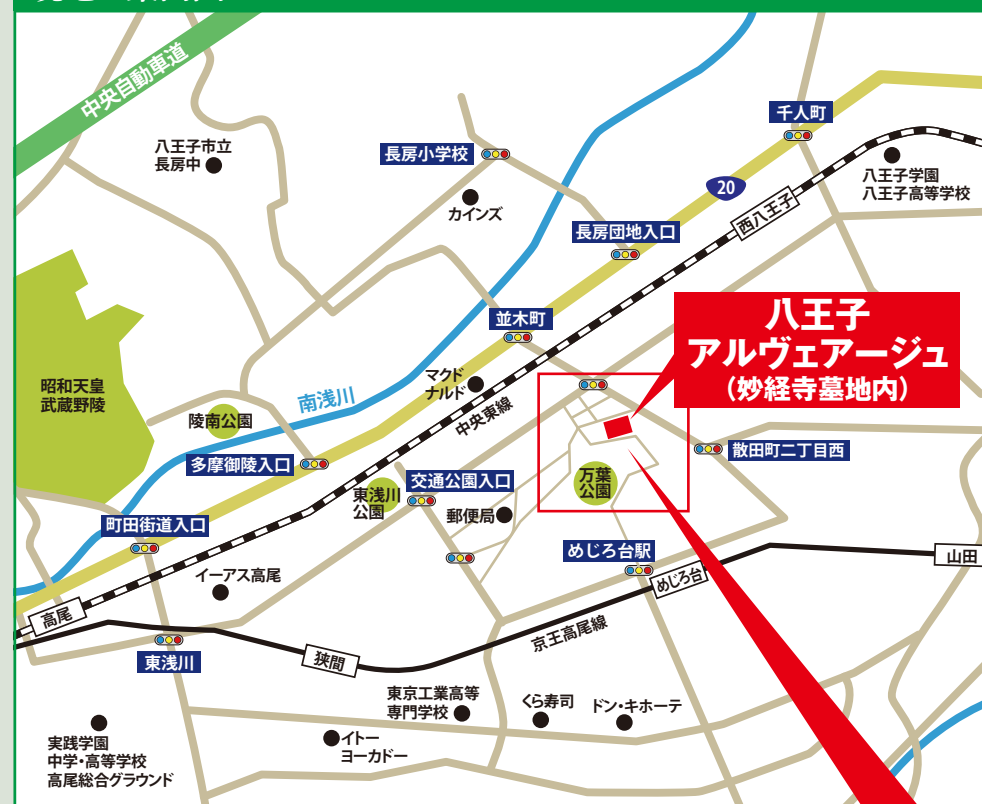 中央自動車道
千人町
八王子市立
長房中
長房小学校
八王子学園
八王子高等学校
20
カインズ
西八王子
長房団地入口
八王子
アルヴェアージュ
(妙経寺墓地内)
並木町
昭和天皇
武蔵野陵
マクド
ナルド
南浅川
中央東線
陵南公園
散田町二丁目西
多摩御陵入口
交通公園入口
万葉
公園
東浅川
公園
郵便局
町田街道入口
めじろ台駅
山田
イーアス高尾
めじろ台
高尾
京王高尾線
東浅川
狭間
東京工業高等
専門学校
くら寿司
ドン・キホーテ
実践学園
中学・高等学校
高尾総合グラウンド
イトー
ヨーカドー